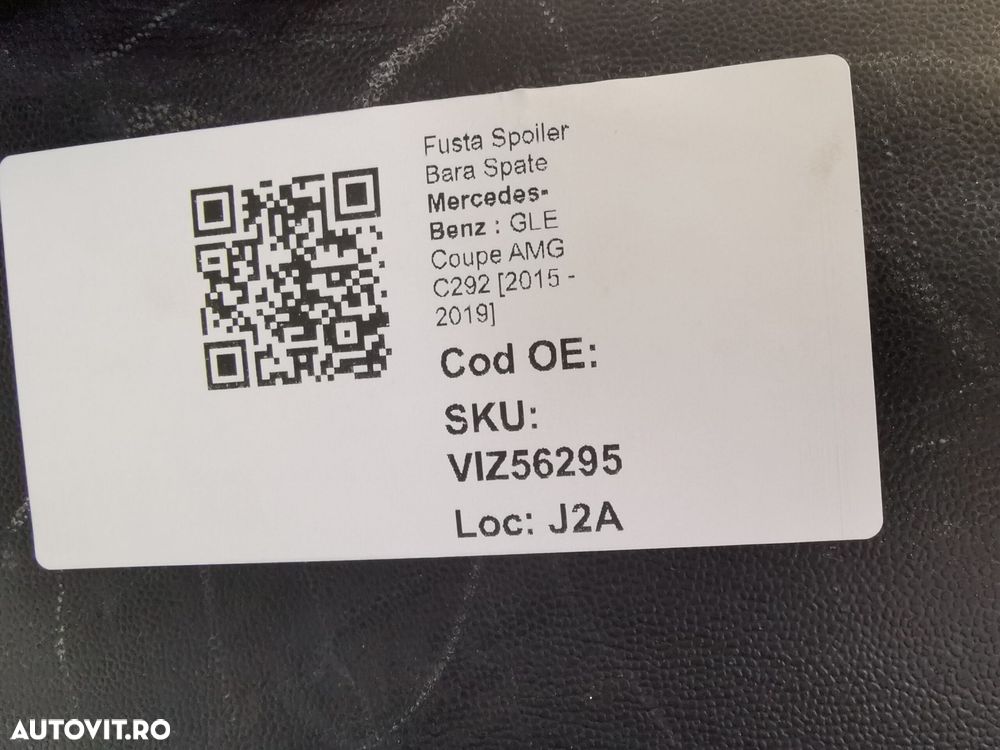 Fusta Spoiler
Bara Spate
Mercedes-
Benz : GLE
Coupe AMG
C292 [2015 -
2019]
Cod OE:
SKU:
VIZ56295
Loc: J2A
AUTOVIT.RO